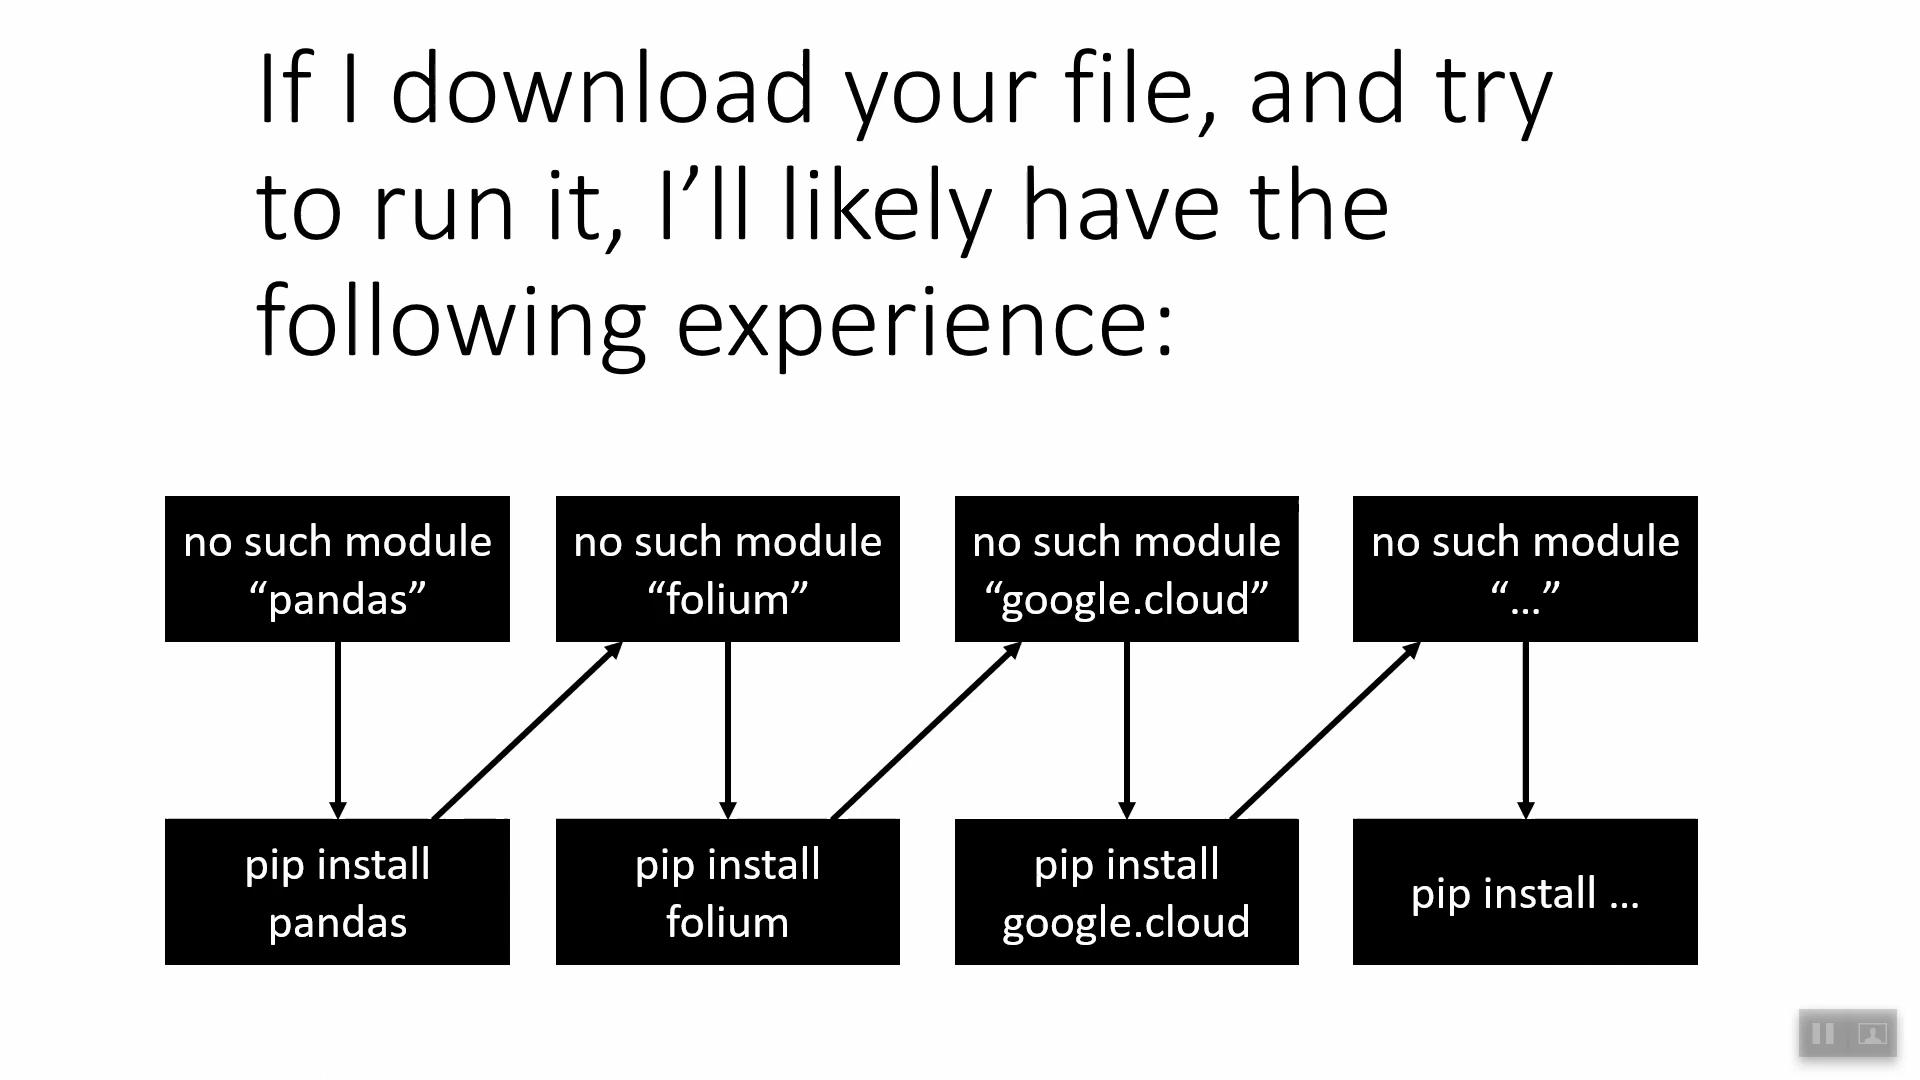 If I download your file, and try
to run it, I’ll likely have the
following experience:
no such module
“pandas”
no such module
“folium”
no such module
“google.cloud”
no such module
“…”
pip install
pandas
pip install
folium
pip install
google.cloud
pip install …